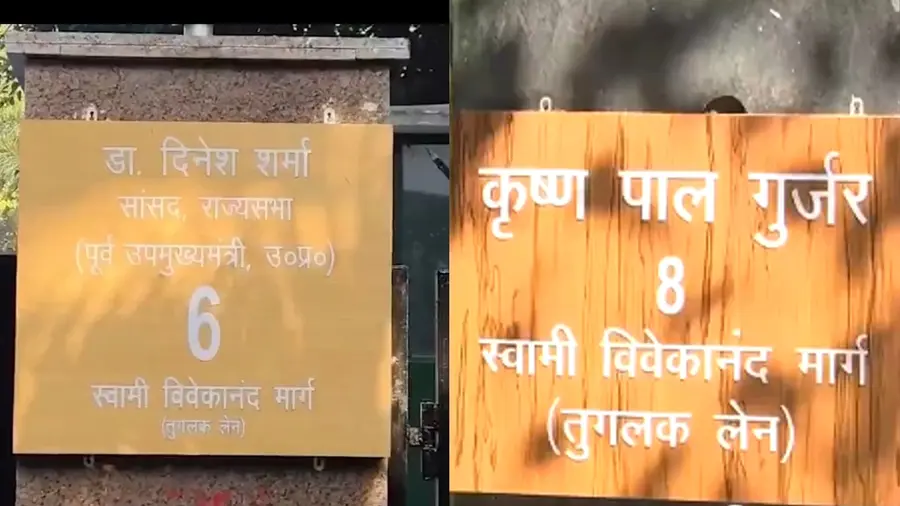 डा. दिनेश शर्मा
सांसद, राज्यसभा
(पूर्व उपमुख्यमंत्री, उ०प्र०)
6
स्वामी विवेकानंद मार्ग
(तुगलक लेन)
कृष्ण पाल गुर्जर
8
स्वामी विवेकानंद मार्ग
(तुगलक लेन)